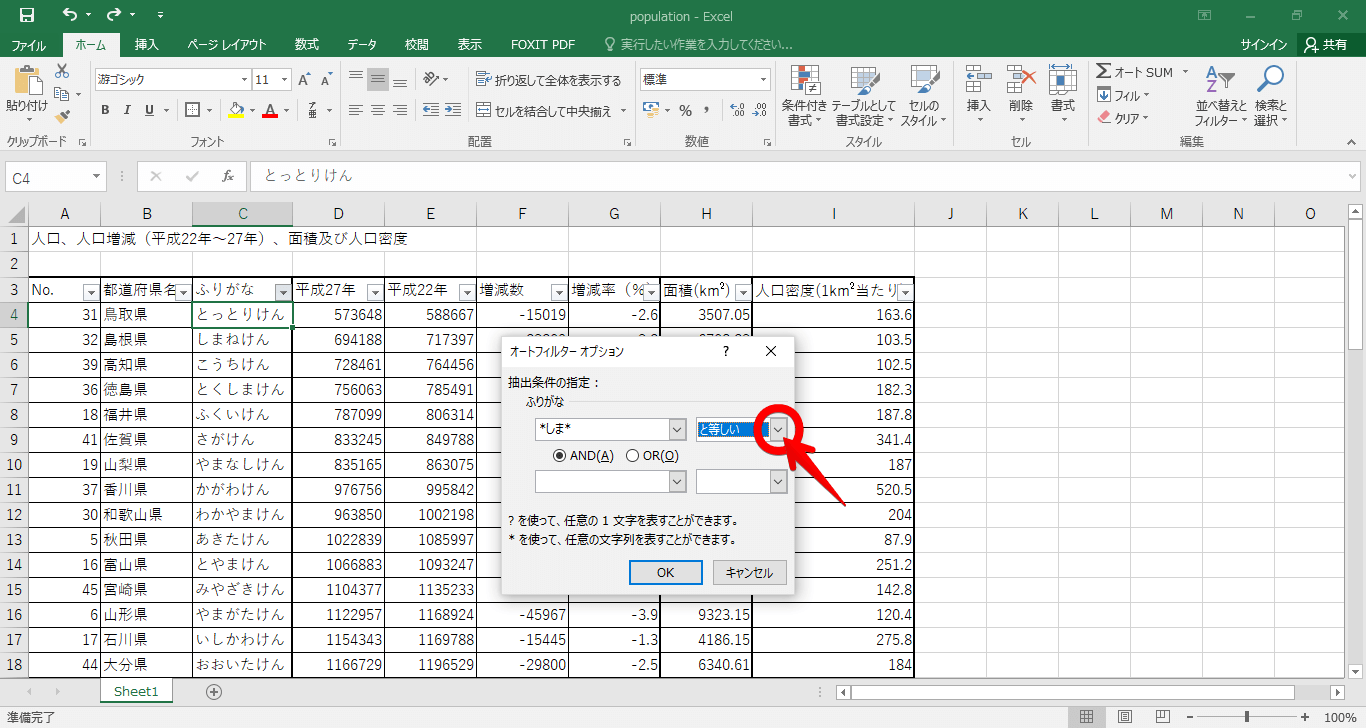 population - Excel
ファイル ホーム 挿入 ページ レイアウト 数式 データ 校閲 表示 FOXIT PDF 実行したい作業を入力してください... サインイン 共有
貼り付け 游ゴシック 11 A A 折り返して全体を表示する 標準 条件付き書式 テーブルとして書式設定 セルのスタイル 挿入 削除 書式 Σ オート SUM 並べ替えとフィルター 検索と選択
B I U A セルを結合して中央揃え % , フィル
クリア
クリップボード フォント 配置 数値 スタイル セル 編集
C4 fx とっとりけん
A B C D E F G H I J K L M N O
1 人口、人口増減（平成22年～27年）、面積及び人口密度
2
3 No. 都道府県名 ふりがな 平成27年 平成22年 増減数 増減率（% 面積(km²) 人口密度(1km²当たり
4 31 鳥取県 とっとりけん 573648 588667 -15019 -2.6 3507.05 163.6
5 32 島根県 しまねけん 694188 717397 103.5
6 39 高知県 こうちけん 728461 764456 102.5
7 36 徳島県 とくしまけん 756063 785491 182.3
8 18 福井県 ふくいけん 787099 806314 187.8
9 41 佐賀県 さがけん 833245 849788 341.4
10 19 山梨県 やまなしけん 835165 863075 187
11 37 香川県 かがわけん 976756 995842 520.5
12 30 和歌山県 わかやまけん 963850 1002198 204
13 5 秋田県 あきたけん 1022839 1085997 87.9
14 16 富山県 とやまけん 1066883 1093247 251.2
15 45 宮崎県 みやざきけん 1104377 1135233 142.8
16 6 山形県 やまがたけん 1122957 1168924 -45967 -3.9 9323.15 120.4
17 17 石川県 いしかわけん 1154343 1169788 -15445 -1.3 4186.15 275.8
18 44 大分県 おおいたけん 1166729 1196529 -29800 -2.5 6340.61 184
オートフィルター オプション ?
抽出条件の指定：
ふりがな
*しま* と等しい
AND(A) OR(O)
? を使って、任意の 1 文字を表すことができます。
* を使って、任意の文字列を表すことができます。
OK キャンセル
Sheet1
準備完了 100%